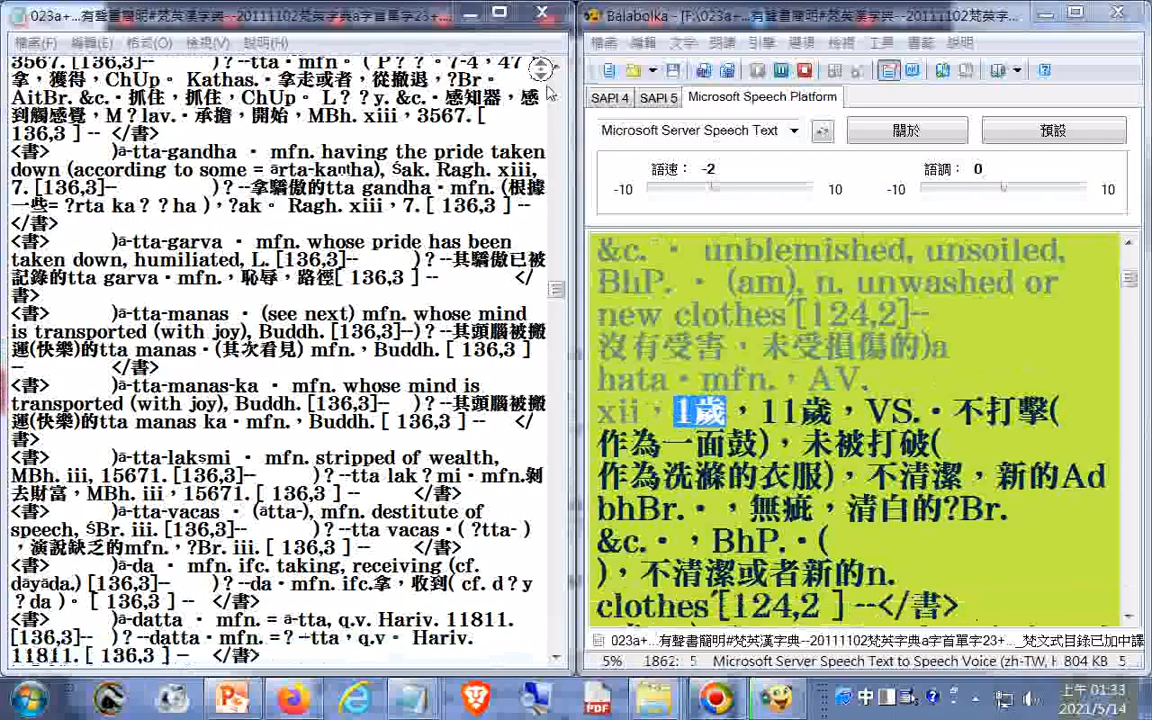 023a+...有聲書簡明#梵英漢字典--20111102梵英字典a字首單字23+...
檔案(F) 編輯(E) 格式(O) 檢視(V) 說明(H)
3567. [136,3]-- )?--tta‧mfn。(P ? ? 7-4, 47
拿，獲得，ChUp。 Kathas.‧拿走或者，從撤退，?Br。
AitBr. &c.‧抓住，抓住，ChUp。 L ? ? y. &c.‧感知器，感
到觸感覺，M ? lav.‧承擔，開始，MBh. xiii，3567. [
136,3 ] -- </書>
<書> )ā-tta-gandha ‧ mfn. having the pride taken
down (according to some = ārta-kaṇṭha), Śak. Ragh. xiii,
7. [136,3]-- )?--拿驕傲的tta gandha‧mfn. (根據
一些= ?rta ka ? ? ha )，?ak。 Ragh. xiii，7. [ 136,3 ] --
</書>
<書> )ā-tta-garva ‧ mfn. whose pride has been
taken down, humiliated, L. [136,3]-- )?--其驕傲已被
記錄的tta garva‧mfn，恥辱，路徑[ 136,3 ] -- </
書>
<書> )ā-tta-manas ‧ (see next) mfn. whose mind
is transported (with joy), Buddh. [136,3]--)?--其頭腦被搬
運(快樂)的tta manas‧(其次看見) mfn，Buddh. [ 136,3 ]
-- </書>
<書> )ā-tta-manas-ka ‧ mfn. whose mind is
transported (with joy), Buddh. [136,3]-- )?--其頭腦被搬
運(快樂)的tta manas ka‧mfn，Buddh. [ 136,3 ] -- </
書>
<書> )ā-tta-lakṣmi ‧ mfn. stripped of wealth,
MBh. iii, 15671. [136,3]-- )?--tta lak ? mi‧mfn.剝
去財富，MBh. iii，15671. [ 136,3 ] -- </書>
<書> )ā-tta-vacas ‧ (ātta-), mfn. destitute of
speech, ŚBr. iii. [136,3]-- )?--tta vacas‧( ?tta- )
，演說缺乏的mfn，?Br. iii. [ 136,3 ] -- </書>
<書> )ā-da ‧ mfn. ifc. taking, receiving (cf.
dāyāda.) [136,3]-- )?--da‧mfn. ifc.拿，收到( cf. d ? y
? da )。[ 136,3 ] -- </書>
<書> )ā-datta ‧ mfn. = ā-tta, q.v. Hariv. 11811.
[136,3]-- )?--datta‧mfn. =?--tta，q.v。 Hariv.
11811. [ 136,3 ] -- </書>
Balabolka - [F:\023a+...有聲書簡明#梵英漢字典--20111102梵英字...
檔案 編輯 文字 朗讀 引擎 選項 檢視 工具 書籤 說明
SAPI 4 SAPI 5 Microsoft Speech Platform
Microsoft Server Speech Text 關於 預設
語速： -2 語調： 0
-10 10 -10 10
&c. ‧ unblemished, unsoiled,
BhP. ‧ (am), n. unwashed or
new clothes'[124,2]--
沒有受害，未受損傷的)a
hata‧mfn.，AV.
xii，1歲，11歲，VS.‧不打擊(
作為一面鼓)，未被打破(
作為洗滌的衣服)，不清潔，新的Ad
bhBr.‧，無疵，清白的?Br.
&c.‧，BhP.‧(
)，不清潔或者新的n.
clothes'[124,2 ] --</書>
023a+...有聲書簡明#梵英漢字典--20111102梵英字典a字首單字23+... _梵文式目錄已加中譯
5% 1862: 5 Microsoft Server Speech Text to Speech Voice (zh-TW, H 804 KB 5
中 上午 01:33
2021/5/14